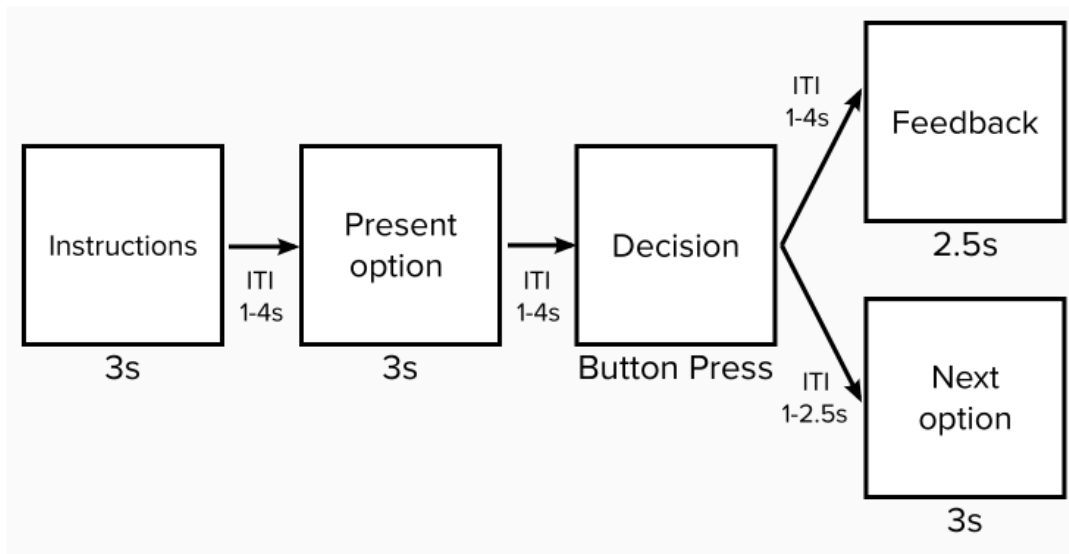 Instructions
3s
ITI
1-4s
Present
option
3s
ITI
1-4s
Decision
Button Press
ITI
1-4s
Feedback
2.5s
ITI
1-2.5s
Next
option
3s